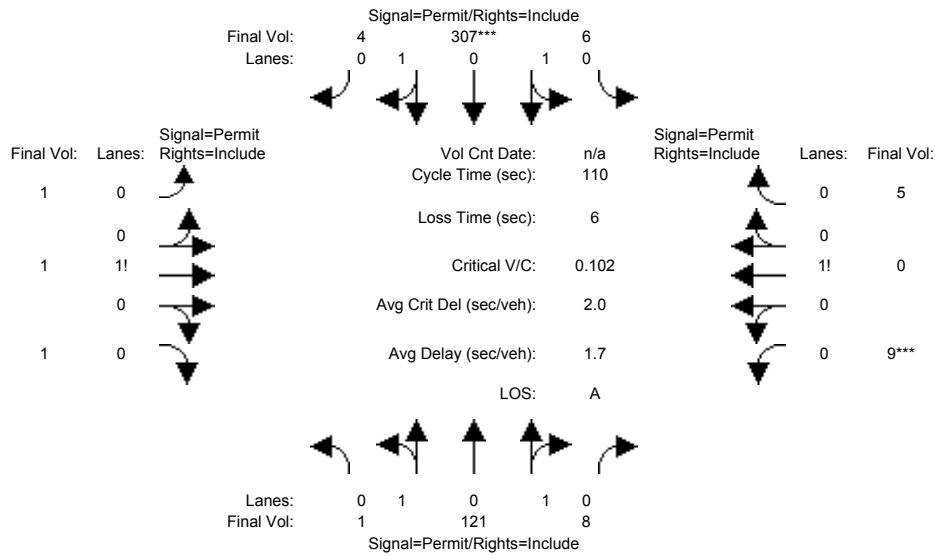 Signal=Permit/Rights=Include
Final Vol: 4 307*** 6
Lanes: 0 1 0 1 0
Signal=Permit Signal=Permit
Final Vol: Lanes: Rights=Include Vol Cnt Date: n/a Rights=Include Lanes: Final Vol:
Cycle Time (sec): 110
1 0 0 5
Loss Time (sec): 6
0 0
1 1! Critical V/C: 0.102 1! 0
0 Avg Crit Del (sec/veh): 2.0 0
1 0 Avg Delay (sec/veh): 1.7 0 9***
LOS: A
Lanes: 0 1 0 1 0
Final Vol: 1 121 8
Signal=Permit/Rights=Include